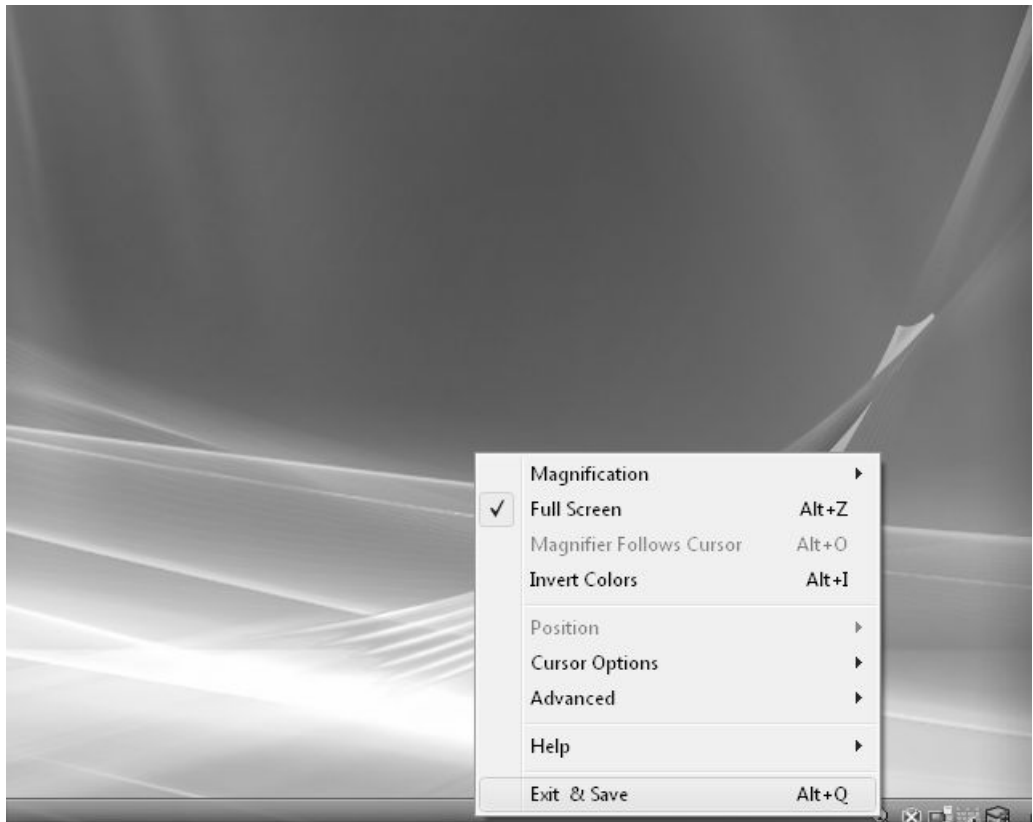 Magnification
Full Screen Alt+Z
Magnifier Follows Cursor Alt+O
Invert Colors Alt+I
Position
Cursor Options
Advanced
Help
Exit & Save Alt+Q